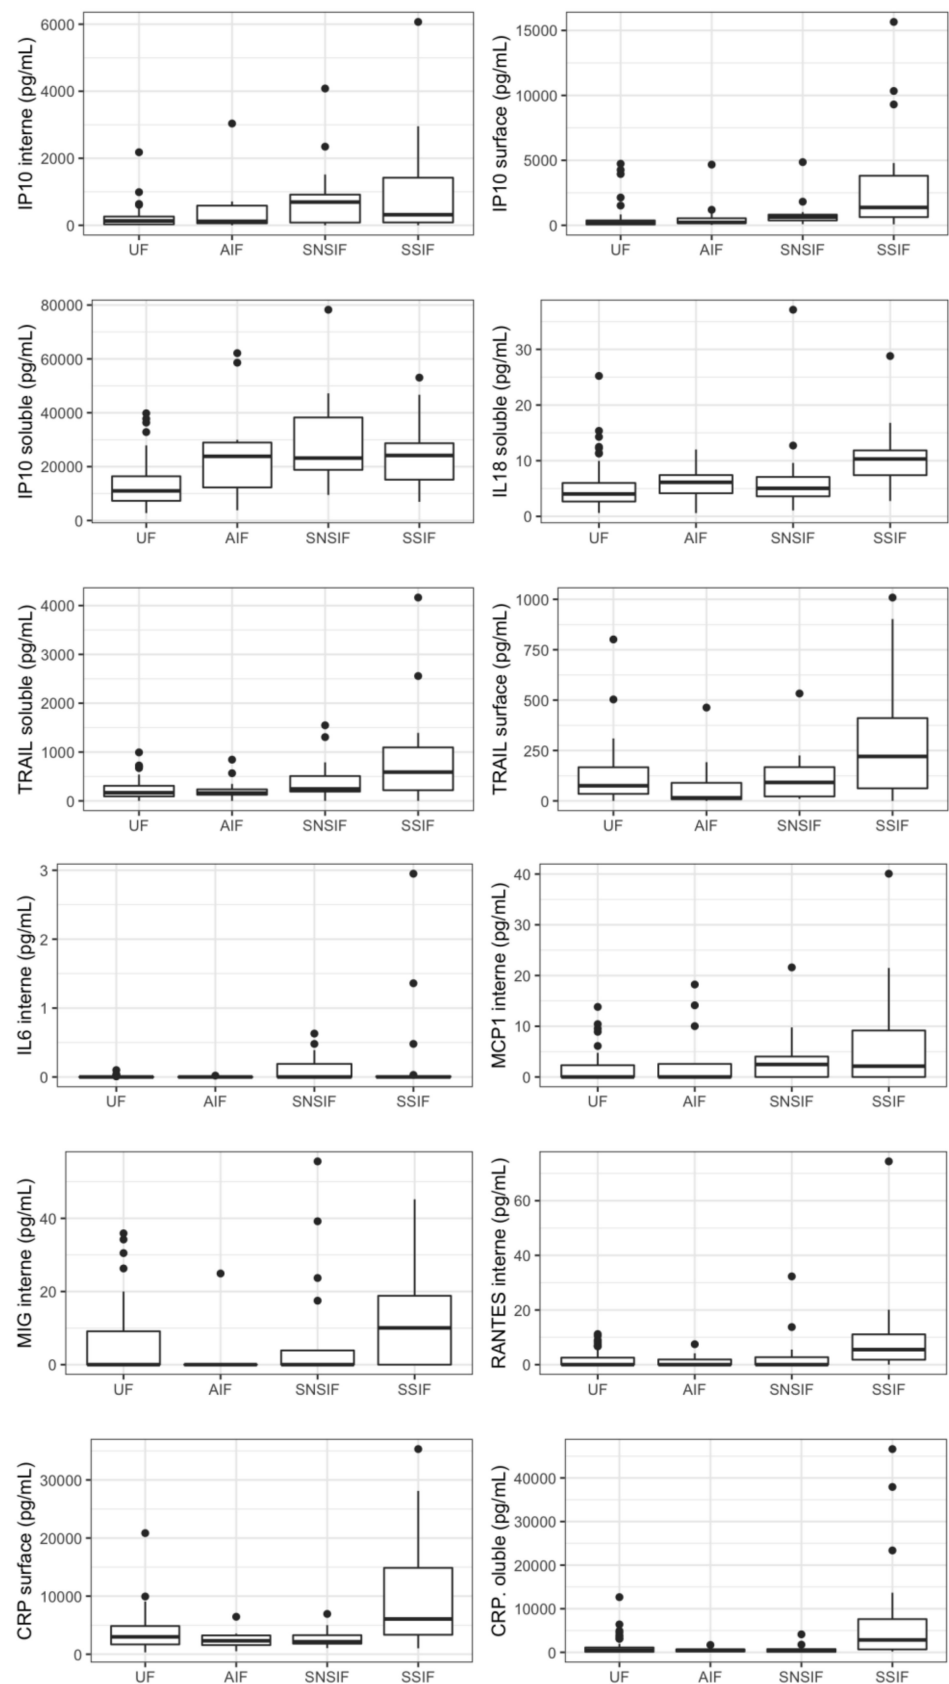 IP10 interne (pg/mL)
6000
4000
2000
0
UF AIF SNSIF SSIF
IP10 surface (pg/mL)
15000
10000
5000
0
UF AIF SNSIF SSIF
IP10 soluble (pg/mL)
80000
60000
40000
20000
0
UF AIF SNSIF SSIF
IL18 soluble (pg/mL)
30
20
10
0
UF AIF SNSIF SSIF
TRAIL soluble (pg/mL)
4000
3000
2000
1000
0
UF AIF SNSIF SSIF
TRAIL surface (pg/mL)
1000
750
500
250
0
UF AIF SNSIF SSIF
IL6 interne (pg/mL)
3
2
1
0
UF AIF SNSIF SSIF
MCP1 interne (pg/mL)
40
30
20
10
0
UF AIF SNSIF SSIF
MIG interne (pg/mL)
40
20
0
UF AIF SNSIF SSIF
RANTES interne (pg/mL)
60
40
20
0
UF AIF SNSIF SSIF
CRP surface (pg/mL)
30000
20000
10000
0
UF AIF SNSIF SSIF
CRP. oluble (pg/mL)
40000
30000
20000
10000
0
UF AIF SNSIF SSIF